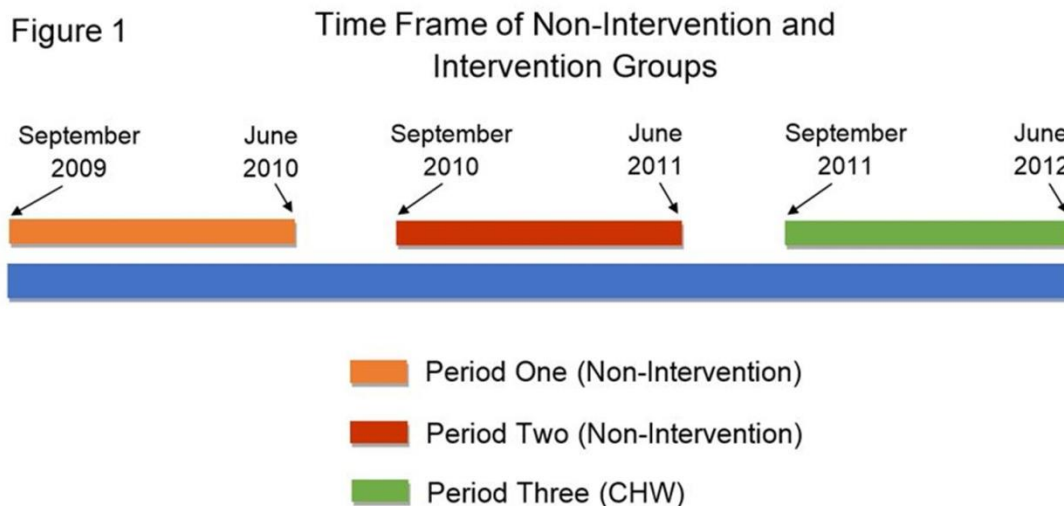 Figure 1
Time Frame of Non-Intervention and
Intervention Groups
September
2009
June
2010
September
2010
June
2011
September
2011
June
2012
Period One (Non-Intervention)
Period Two (Non-Intervention)
Period Three (CHW)